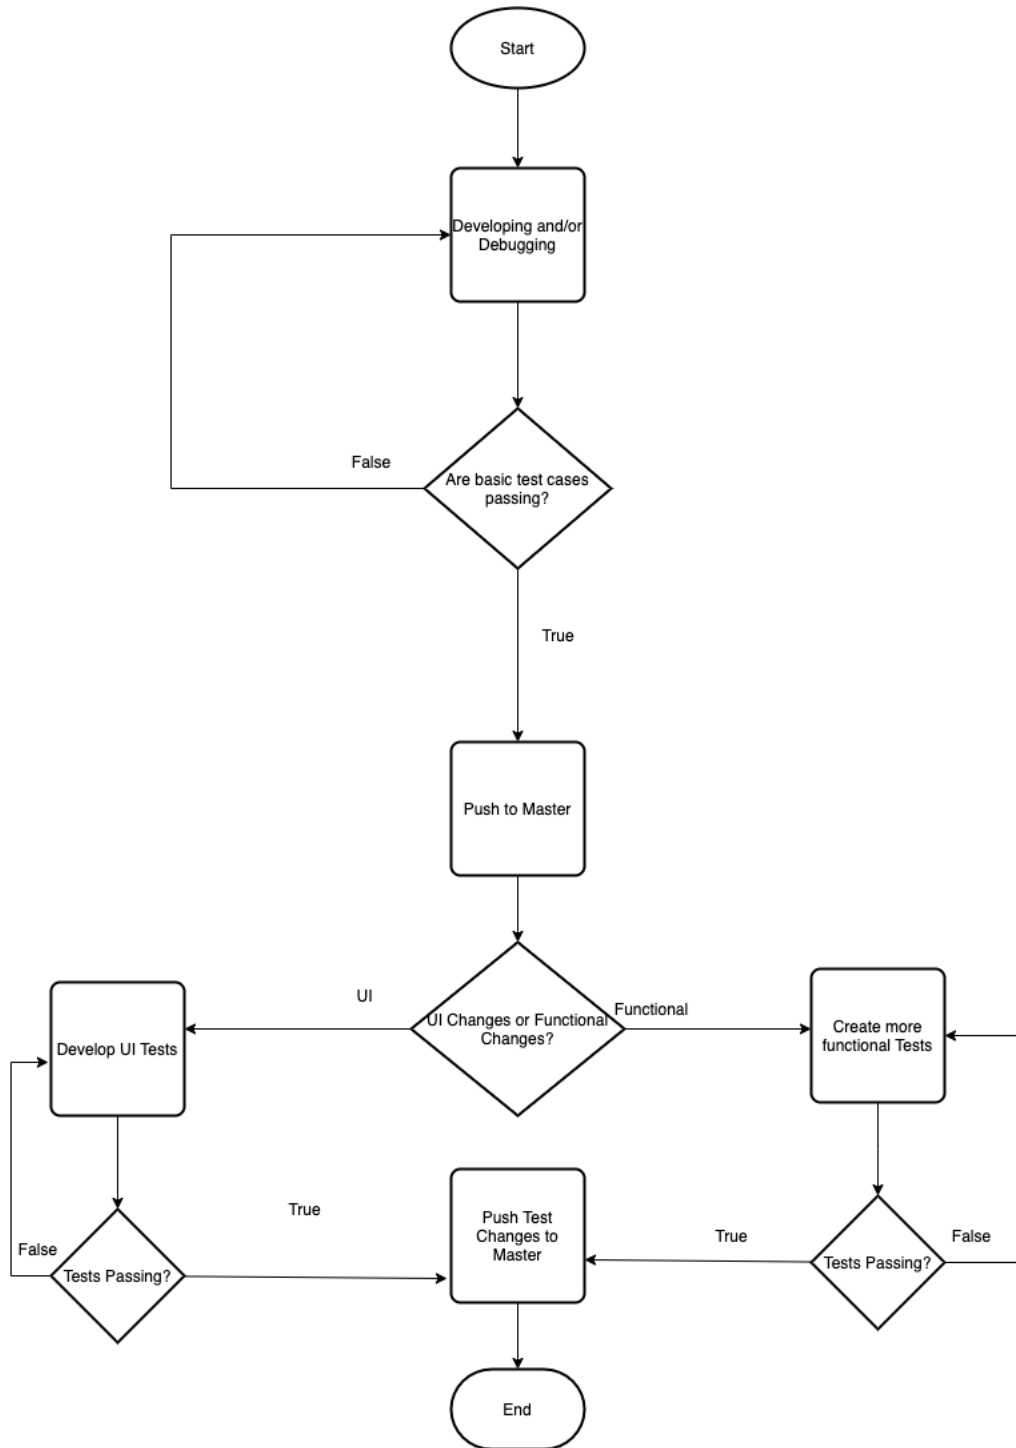 Start
Developing and/or
Debugging
False
Are basic test cases
passing?
True
Push to Master
UI
UI Changes or Functional
Changes?
Functional
Develop UI Tests
Create more
functional Tests
False
Tests Passing?
True
Push Test
Changes to
Master
True
Tests Passing?
False
End